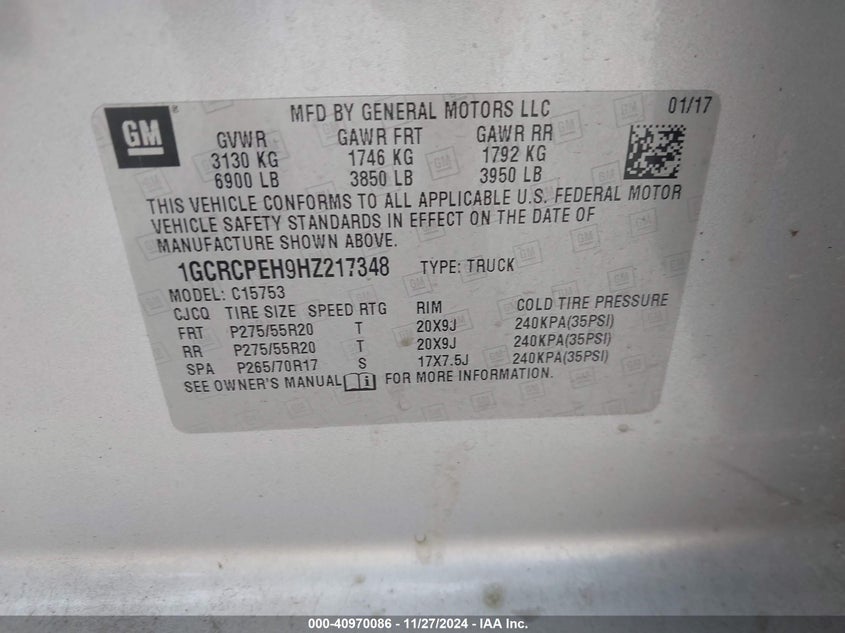 GM ® MFD BY GENERAL MOTORS LLC 01/17
GVWR GAWR FRT GAWR RR
3130 KG 1746 KG 1792 KG
6900 LB 3850 LB 3950 LB
THIS VEHICLE CONFORMS TO ALL APPLICABLE U.S. FEDERAL MOTOR
VEHICLE SAFETY STANDARDS IN EFFECT ON THE DATE OF
MANUFACTURE SHOWN ABOVE.
1GCRCPEH9HZ217348 TYPE: TRUCK
MODEL: C15753
CJCQ TIRE SIZE SPEED RTG RIM COLD TIRE PRESSURE
FRT P275/55R20 T 20X9J 240KPA(35PSI)
RR P275/55R20 T 20X9J 240KPA(35PSI)
SPA P265/70R17 S 17X7.5J 240KPA(35PSI)
SEE OWNER'S MANUAL FOR MORE INFORMATION.
000-40970086 - 11/27/2024 - IAA Inc.